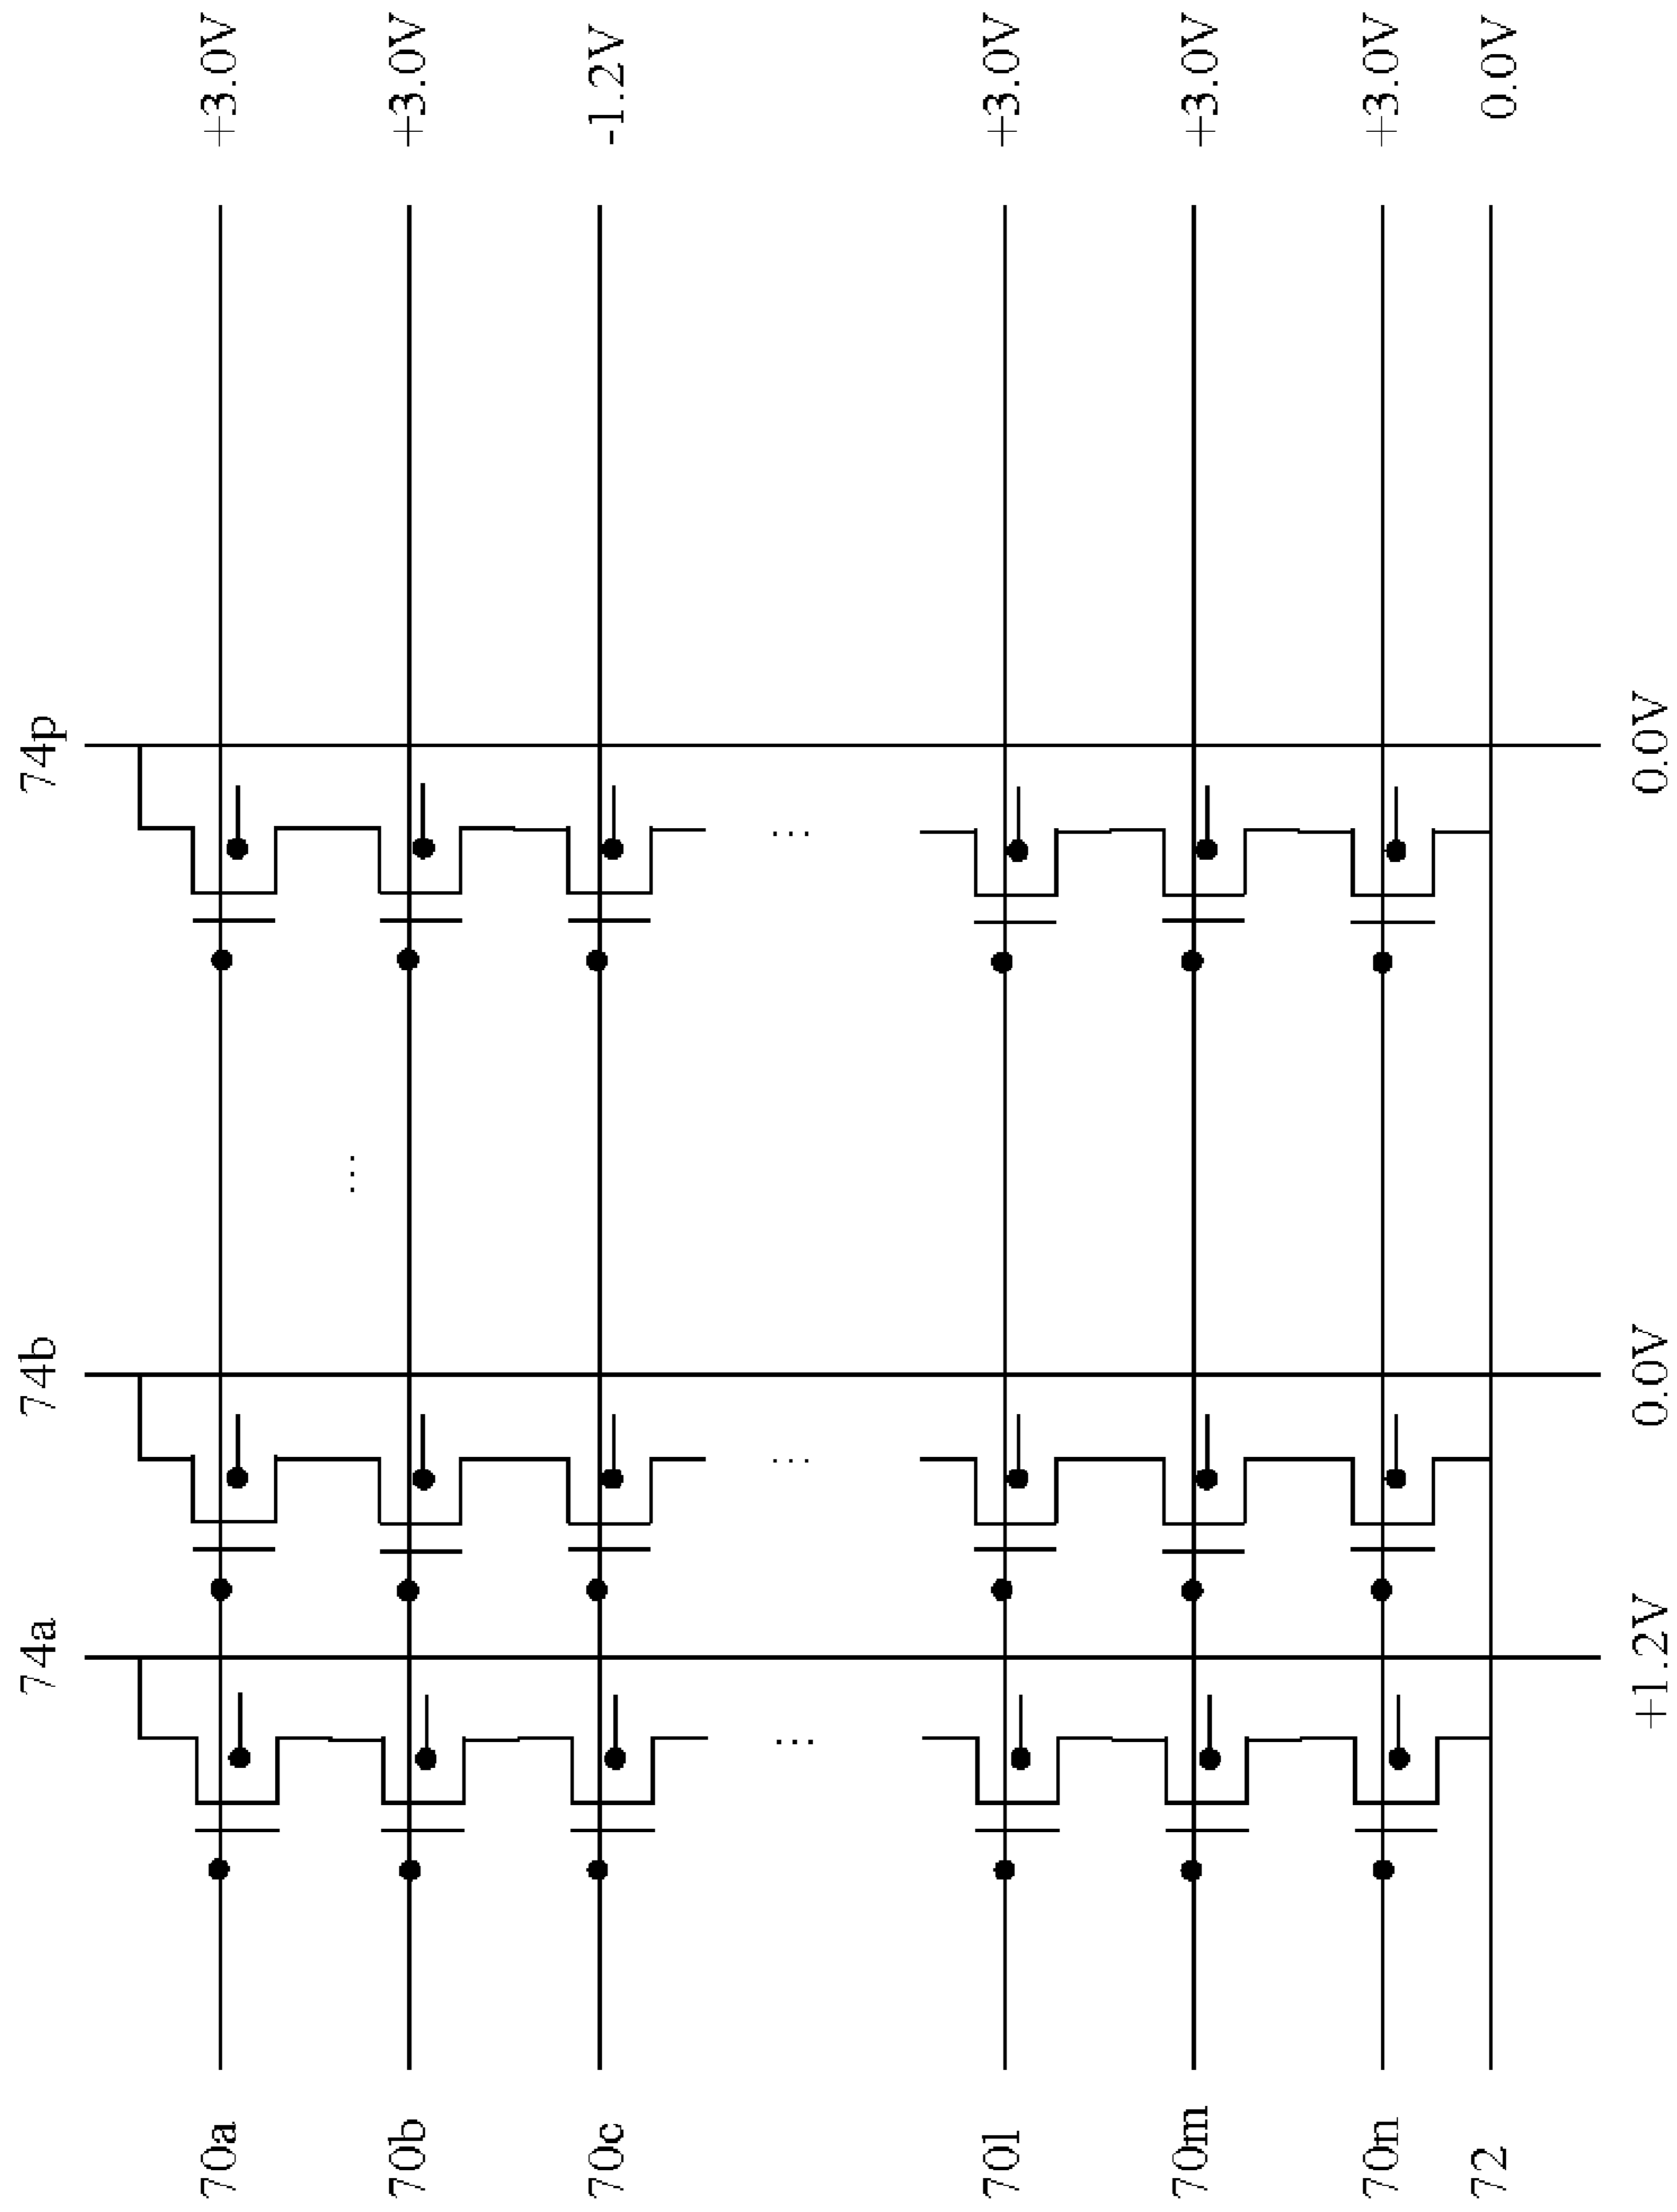 74a 74b 74p
70a +3.0V
70b +3.0V
70c -1.2V
70l +3.0V
70m +3.0V
70n +3.0V
72 0.0V
+1.2V 0.0V 0.0V